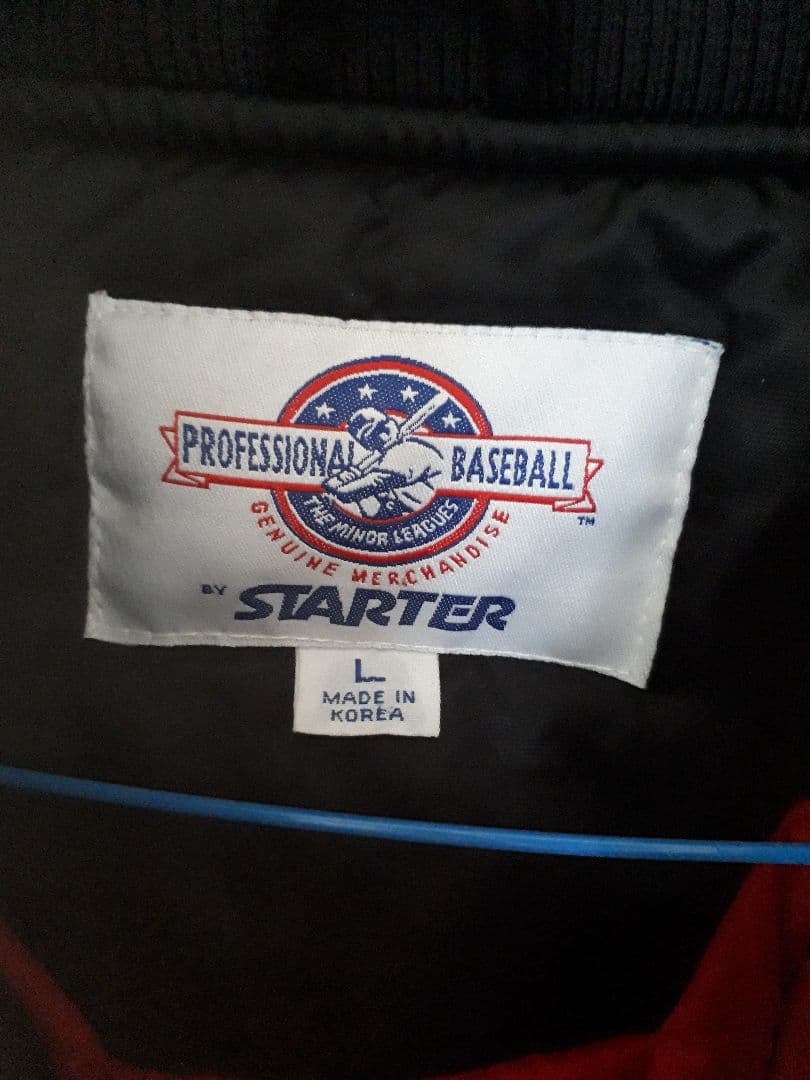 PROFESSIONAL BASEBALL
THE MINOR LEAGUES
TM
GENUINE MERCHANDISE
BY STARTER
L
MADE IN
KOREA